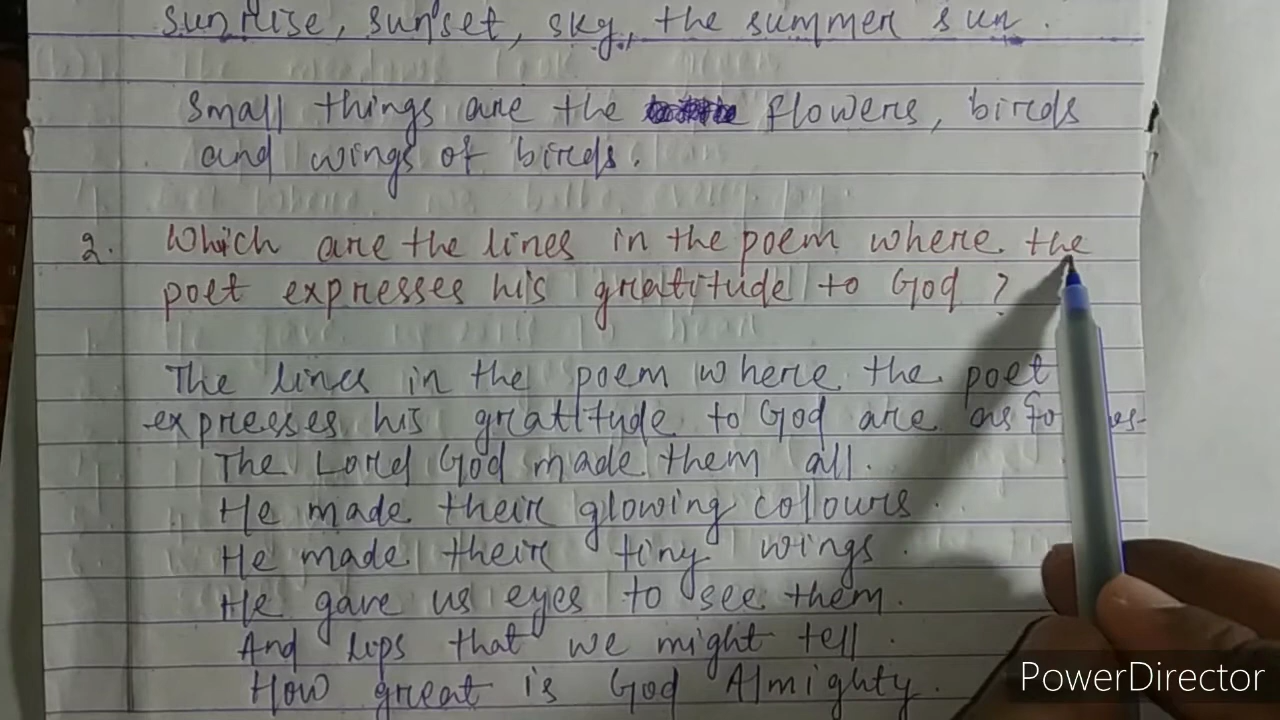 sunrise, sunset, sky, the summer sun.
Small things are the flowers, birds
and wings of birds.
2. Which are the lines in the poem where the
poet expresses his gratitude to God ?
The lines in the poem where the poet
expresses his gratitude to God are as
The Lord God made them all.
He made their glowing colours.
He made their tiny wings.
He gave us eyes to see them.
And lips that we might tell.
How great is God Almighty.
PowerDirector